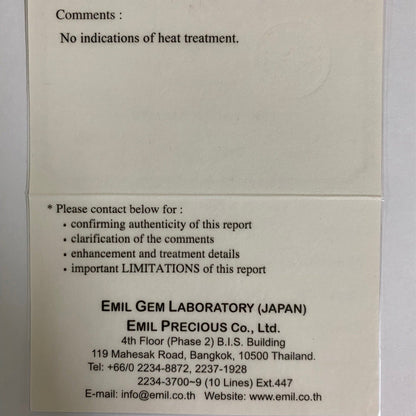 Comments :
No indications of heat treatment.
* Please contact below for :
• confirming authenticity of this report
• clarification of the comments
• enhancement and treatment details
• important LIMITATIONS of this report
EMIL GEM LABORATORY (JAPAN)
EMIL PRECIOUS CO., Ltd.
4th Floor (Phase 2) B.I.S. Building
119 Mahesak Road, Bangkok, 10500 Thailand.
Tel: +66/0 2234-8872, 2237-1928
2234-3700~9 (10 Lines) Ext.447
E-mail: info@emil.co.th Website: www.emil.co.th